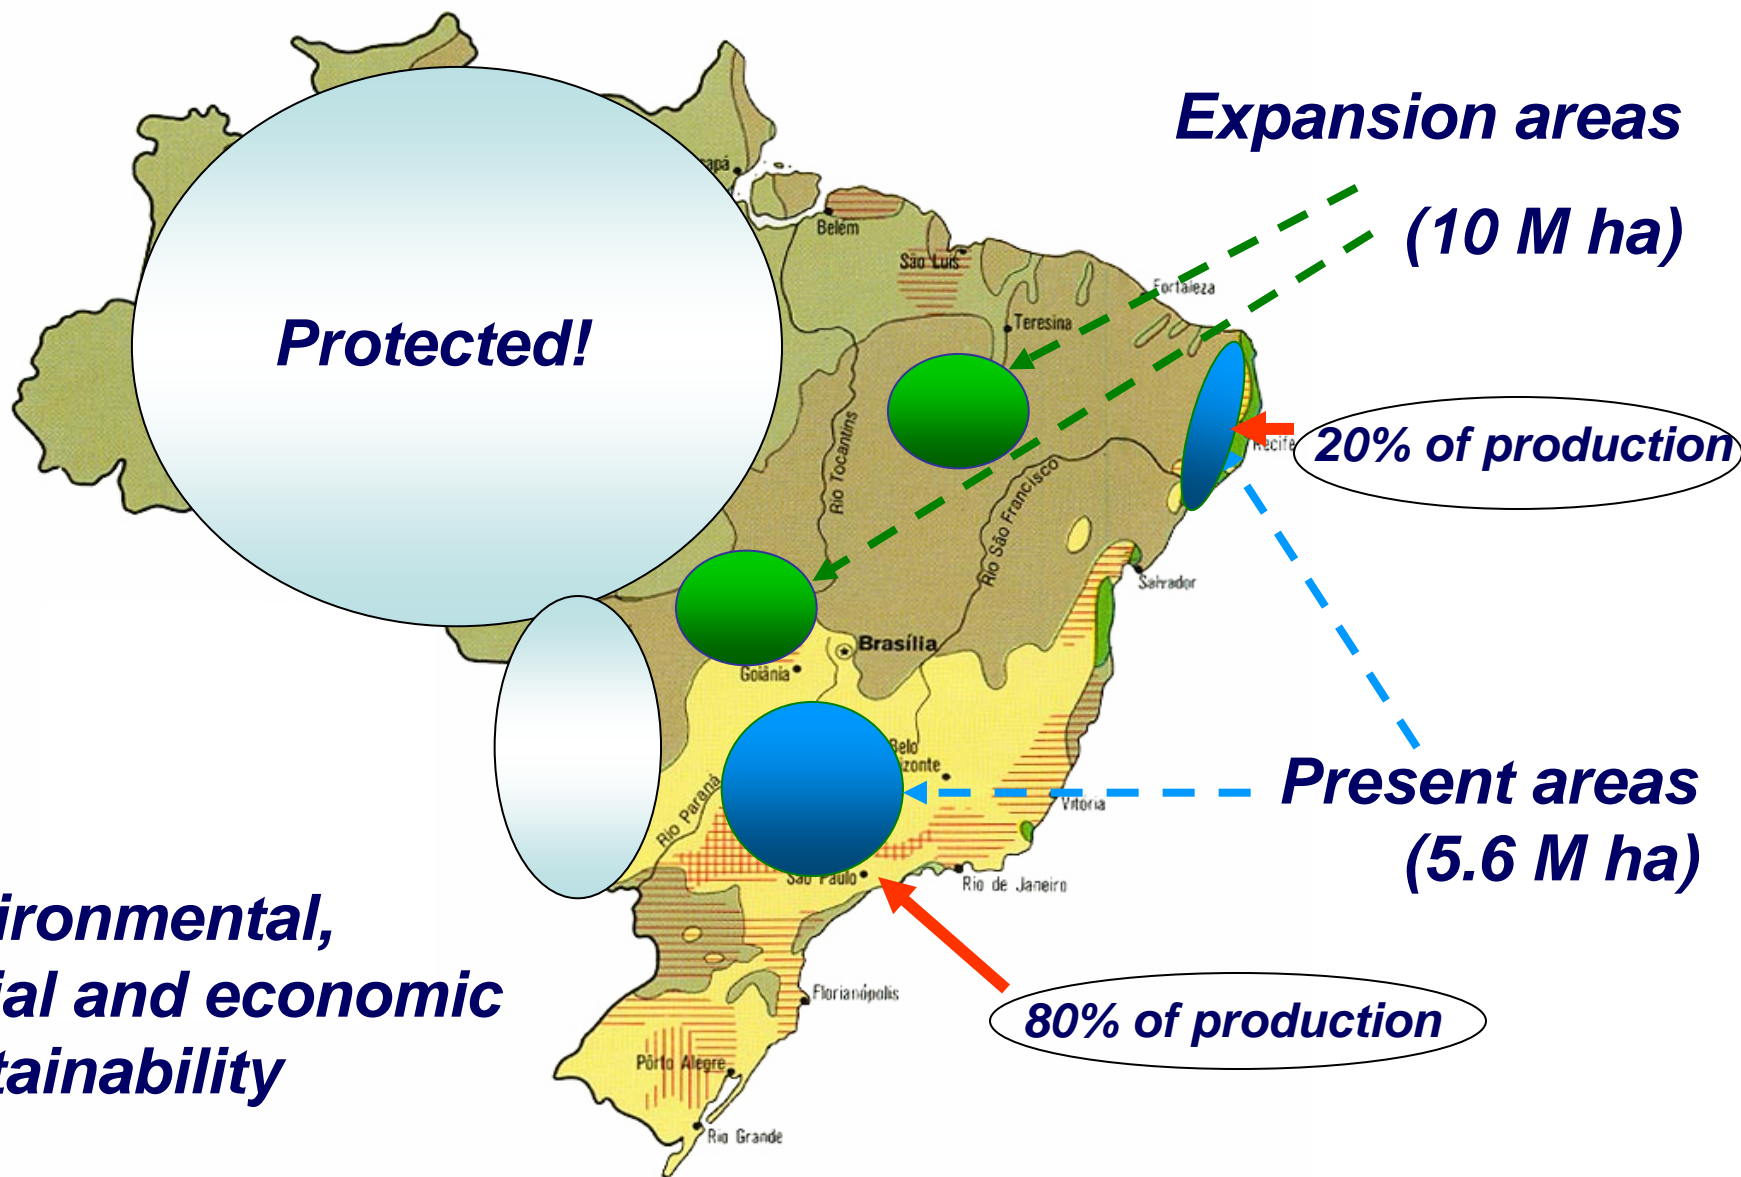 Expansion areas
(10 M ha)
apá
Belém
São Luís
Fortaleza
Protected!
Teresina
Rio Tocantins
Rio São Francisco
Recife
20% of production
Salvador
Brasília
Goiânia
Belo
izonte
Rio Paraná
Vitória
Present areas
(5.6 M ha)
São Paulo
Rio de Janeiro
ironmental,
ial and economic
tainability
Florianópolis
80% of production
Pôrto Alegre
Rio Grande